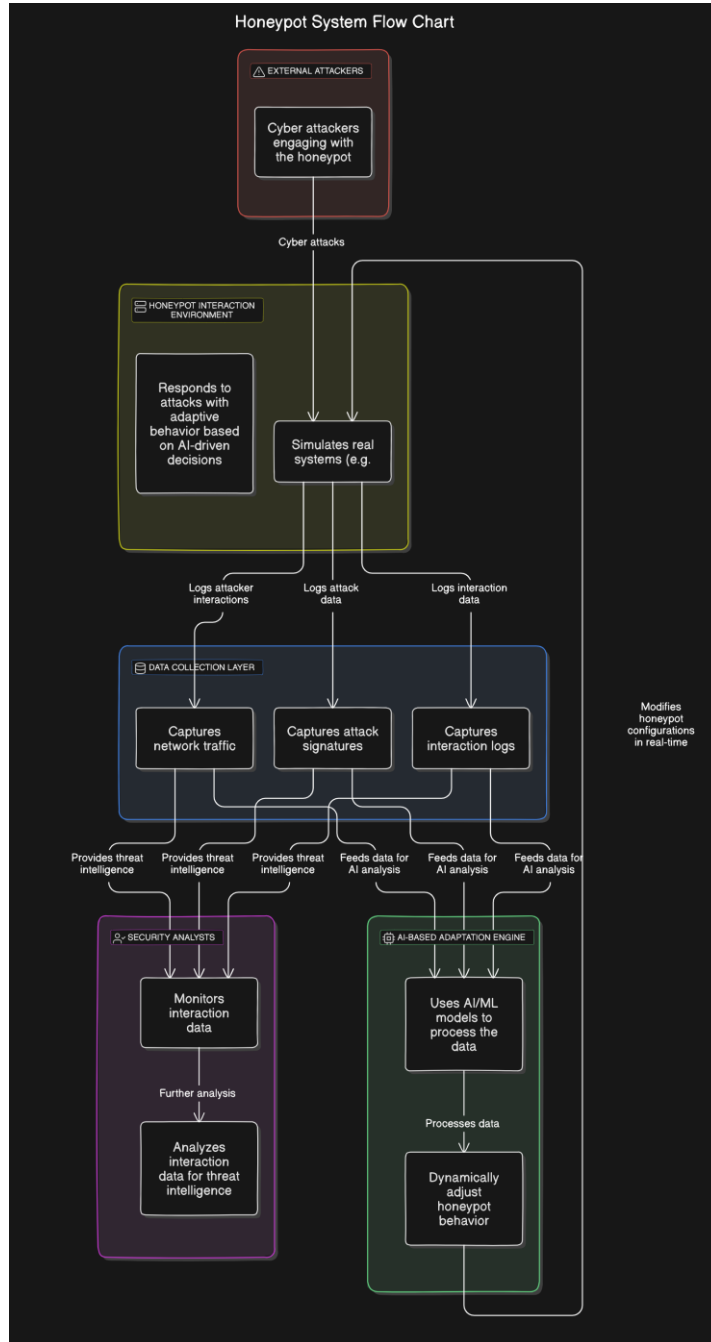 Honeypot System Flow Chart
EXTERNAL ATTACKERS
Cyber attackers
engaging with
the honeypot
Cyber attacks
HONEYPOT INTERACTION
ENVIRONMENT
Responds to
attacks with
adaptive
behavior based
on AI-driven
decisions
Simulates real
systems (e.g.
Logs attacker
interactions
Logs attack
data
Logs interaction
data
DATA COLLECTION LAYER
Captures
network traffic
Captures attack
signatures
Captures
interaction logs
Modifies
honeypot
configurations
in real-time
Provides threat
intelligence
Provides threat
intelligence
Provides threat
intelligence
Feeds data for
AI analysis
Feeds data for
AI analysis
Feeds data for
AI analysis
SECURITY ANALYSTS
Monitors
interaction
data
Further analysis
Analyzes
interaction
data for threat
intelligence
AI-BASED ADAPTATION ENGINE
Uses AI/ML
models to
process the
data
Processes data
Dynamically
adjust
honeypot
behavior